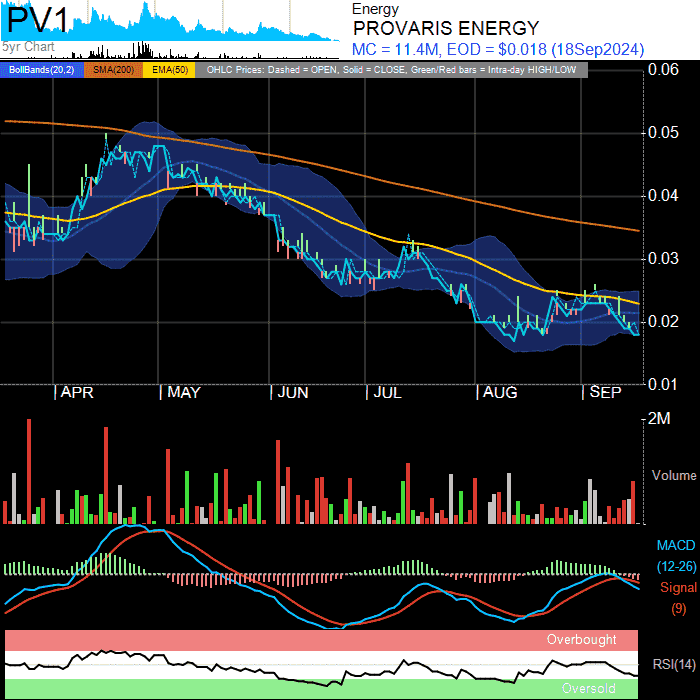 PV1
5yr Chart
Energy
PROVARIS ENERGY
MC = 11.4M, EOD = $0.018 (18Sep2024)
BollBands(20,2) SMA(200) EMA(50) OHLC Prices: Dashed = OPEN, Solid = CLOSE, Green/Red bars = Intra-day HIGH/LOW
0.06
0.05
0.04
0.03
0.02
0.01
APR MAY JUN JUL AUG SEP
2M
Volume
MACD
(12-26)
Signal
(9)
Overbought
RSI(14)
Oversold